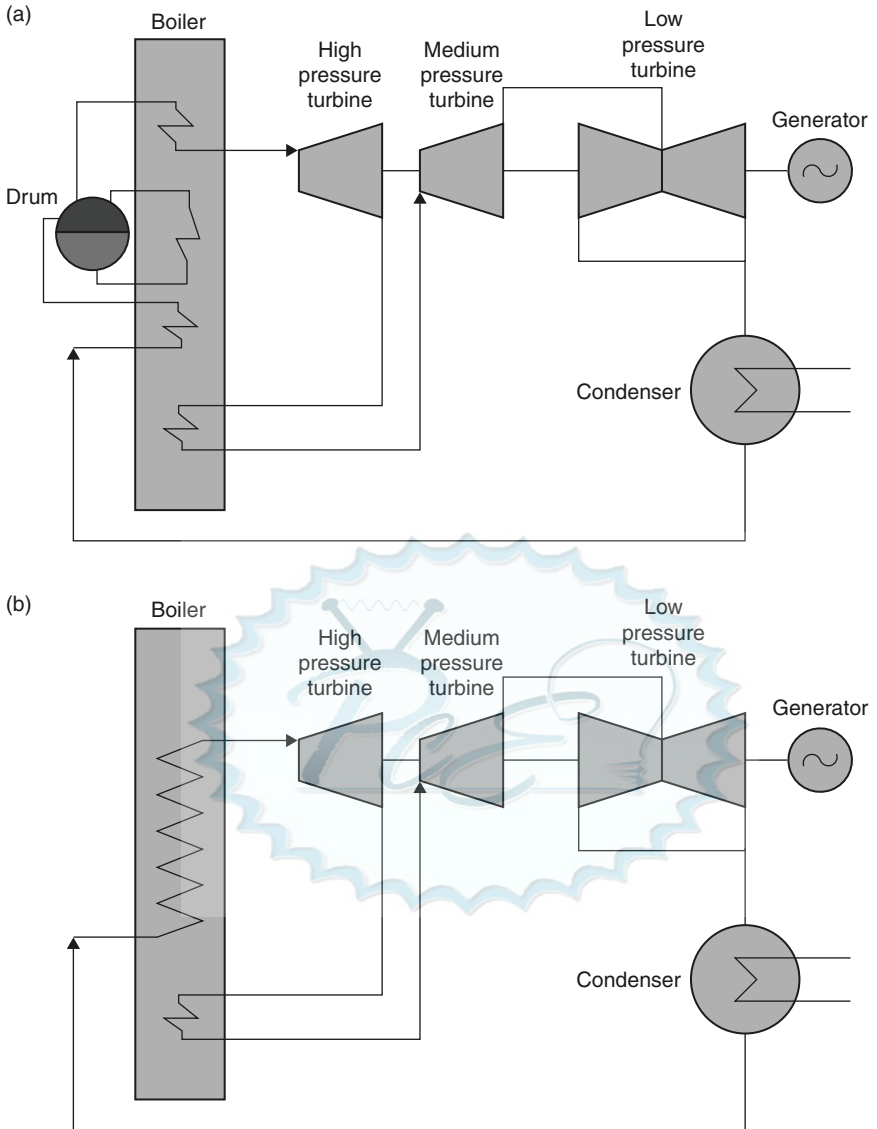 (a)
Boiler
High
pressure
turbine
Medium
pressure
turbine
Low
pressure
turbine
Generator
Drum
Condenser
(b)
Boiler
High
pressure
turbine
Medium
pressure
turbine
Low
pressure
turbine
Generator
PGE
Condenser